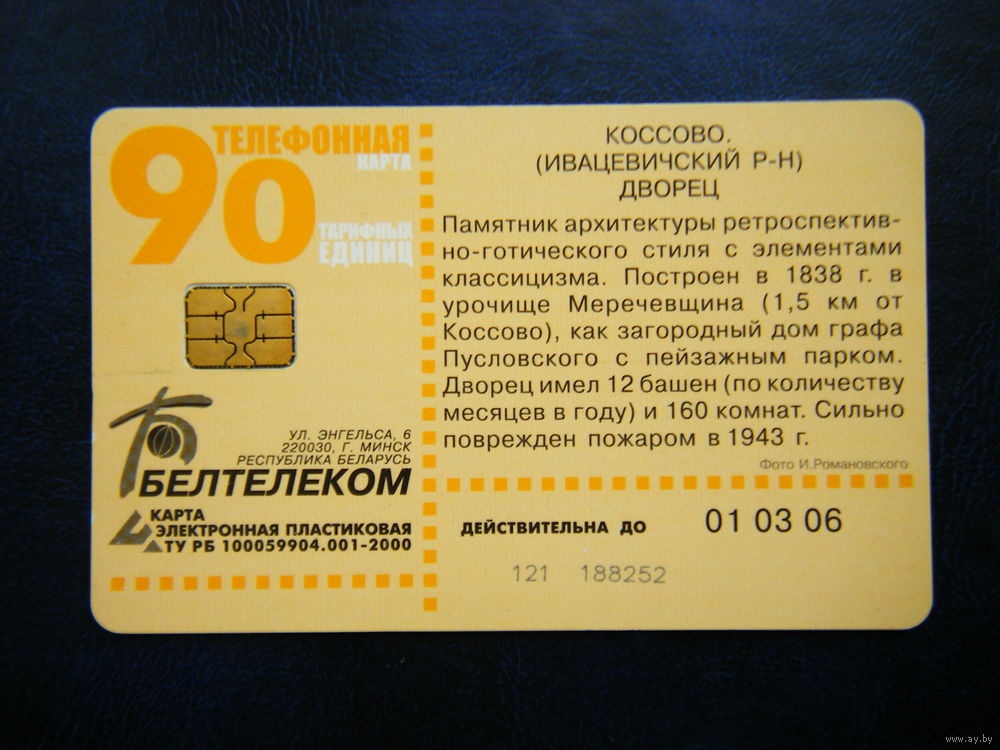 90
ТЕЛЕФОННАЯ
КАРТА
ТАРИФНЫХ
ЕДИНИЦ
УЛ. ЭНГЕЛЬСА, 6
220030, Г. МИНСК
РЕСПУБЛИКА БЕЛАРУСЬ
БЕЛТЕЛЕКОМ
КАРТА
ЭЛЕКТРОННАЯ ПЛАСТИКОВАЯ
ТУ РБ 100059904.001-2000
КОССОВО.
(ИВАЦЕВИЧСКИЙ Р-Н)
ДВОРЕЦ
Памятник архитектуры ретроспектив-
но-готического стиля с элементами
классицизма. Построен в 1838 г. в
урочище Меречевщина (1,5 км от
Коссово), как загородный дом графа
Пусловского с пейзажным парком.
Дворец имел 12 башен (по количеству
месяцев в году) и 160 комнат. Сильно
поврежден пожаром в 1943 г.
Фото И.Романовского
ДЕЙСТВИТЕЛЬНА ДО 01 03 06
121 188252
www.ay.by